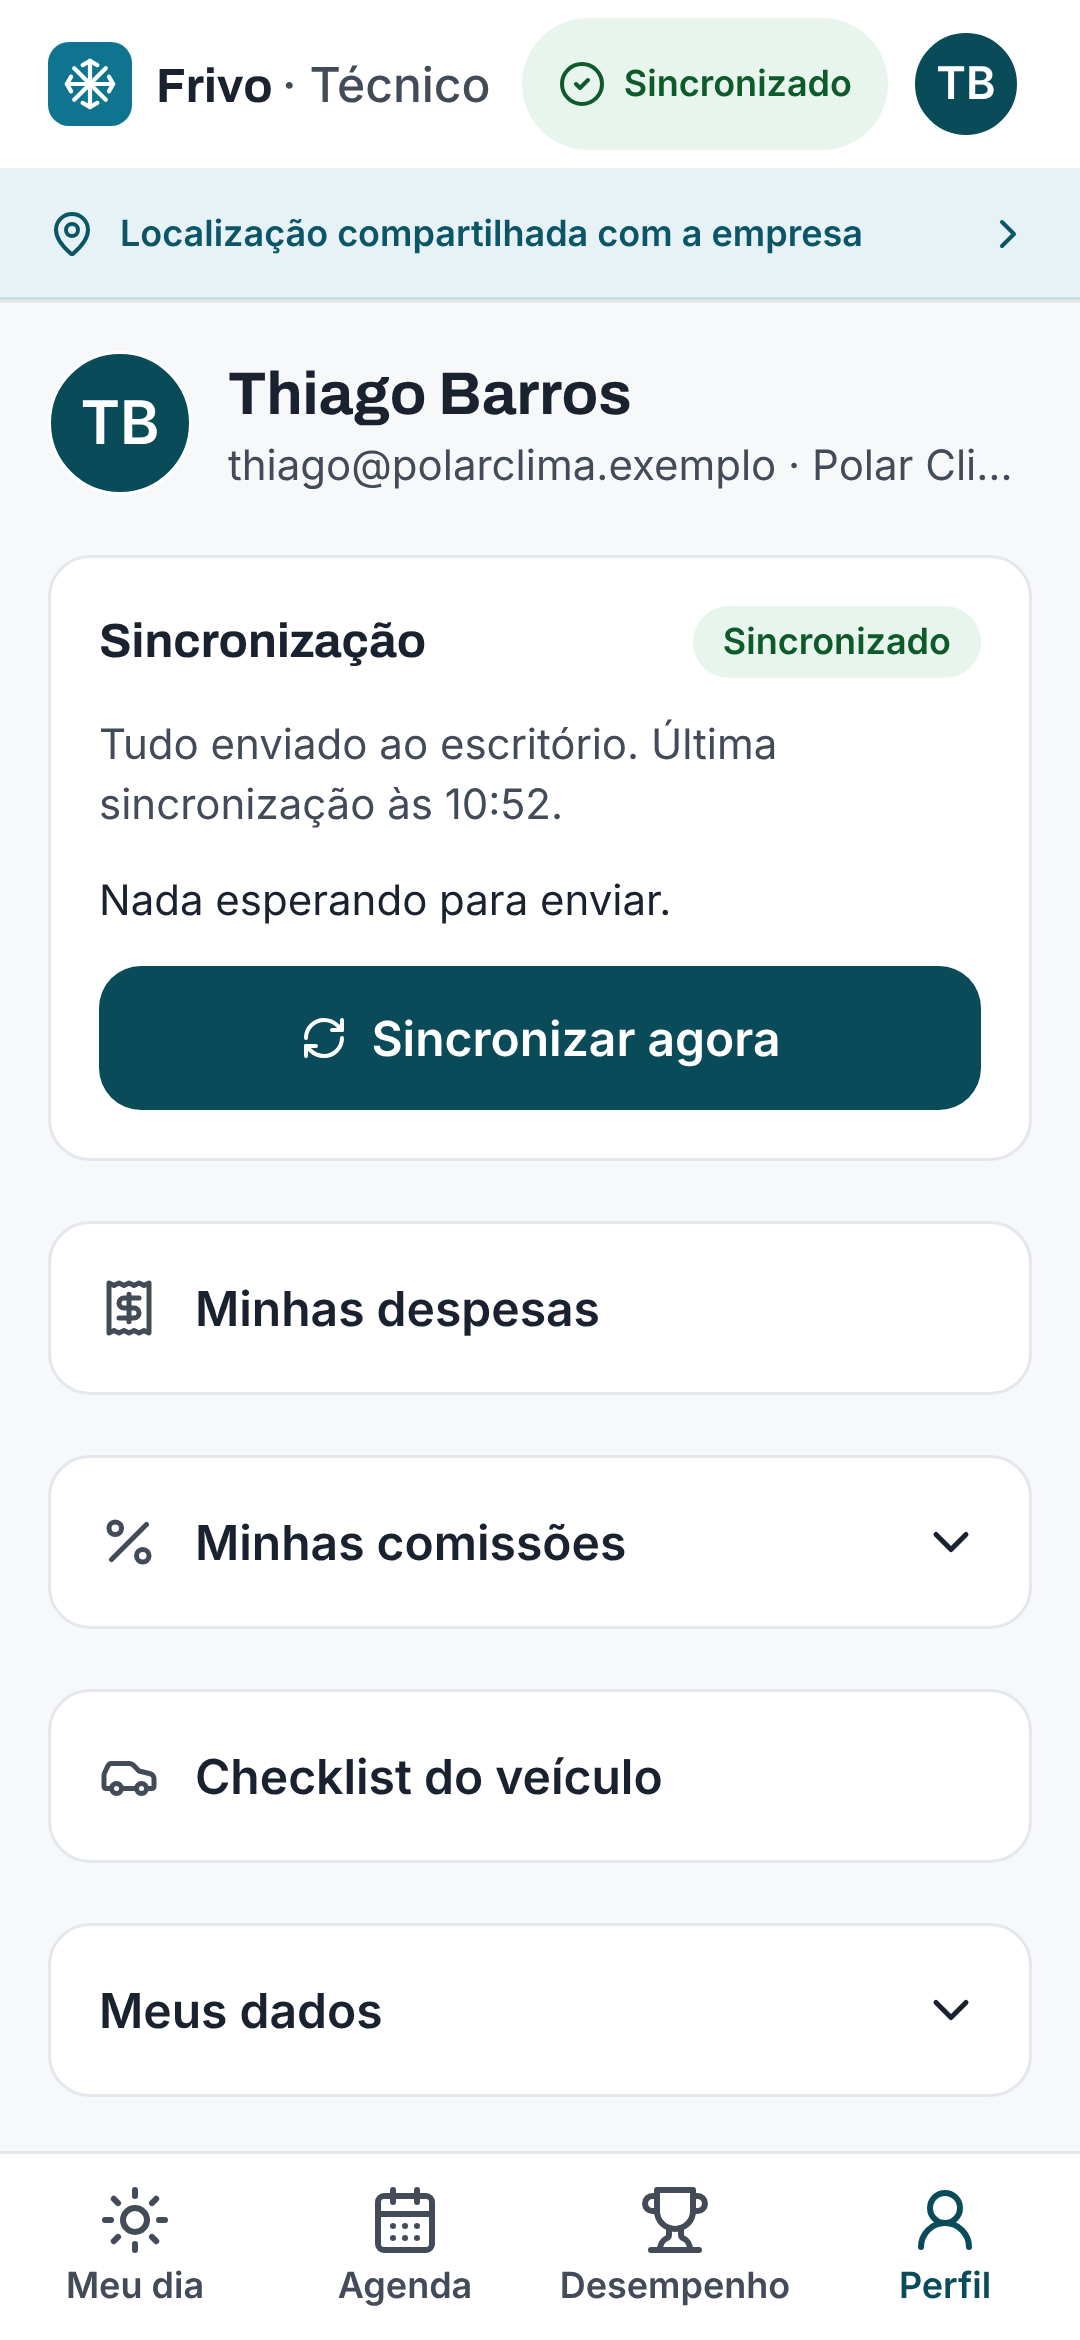 Frivo · Técnico
Sincronizado
TB
Localização compartilhada com a empresa
TB
Thiago Barros
thiago@polarclima.exemplo · Polar Cli...
Sincronização
Sincronizado
Tudo enviado ao escritório. Última
sincronização às 10:52.
Nada esperando para enviar.
Sincronizar agora
Minhas despesas
Minhas comissões
Checklist do veículo
Meus dados
Meu dia
Agenda
Desempenho
Perfil